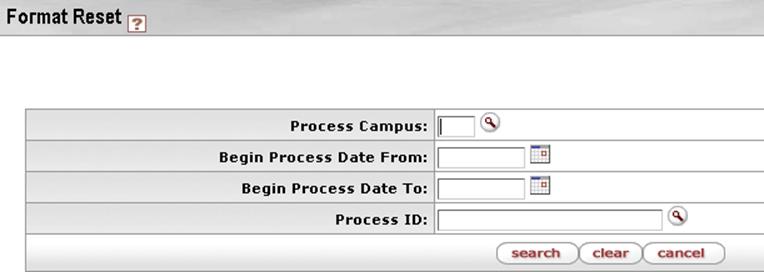 Format Reset ?
Process Campus:
Begin Process Date From:
Begin Process Date To:
Process ID:
search clear cancel